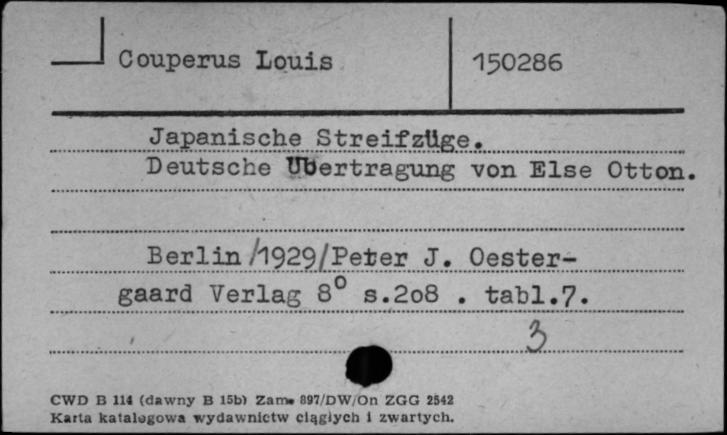 Couperus Louis 150286
Japanische Streifzüge.
Deutsche Übertragung von Else Otton.
Berlin /1929/Peter J. Oester-
gaard Verlag 8° s.2o8 . tabl.7.
3
CWD B 114 (dawny B 15b) Zam. 897/DW/On ZGG 2542
Karta katalogowa wydawnictw ciągłych i zwartych.